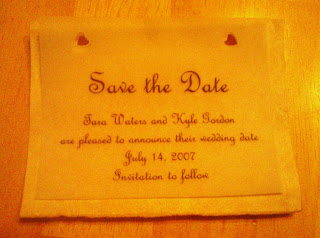 Save the Date
Tara Waters and Kyle Gordon
are pleased to announce their wedding date
July 14, 2007
Invitation to follow